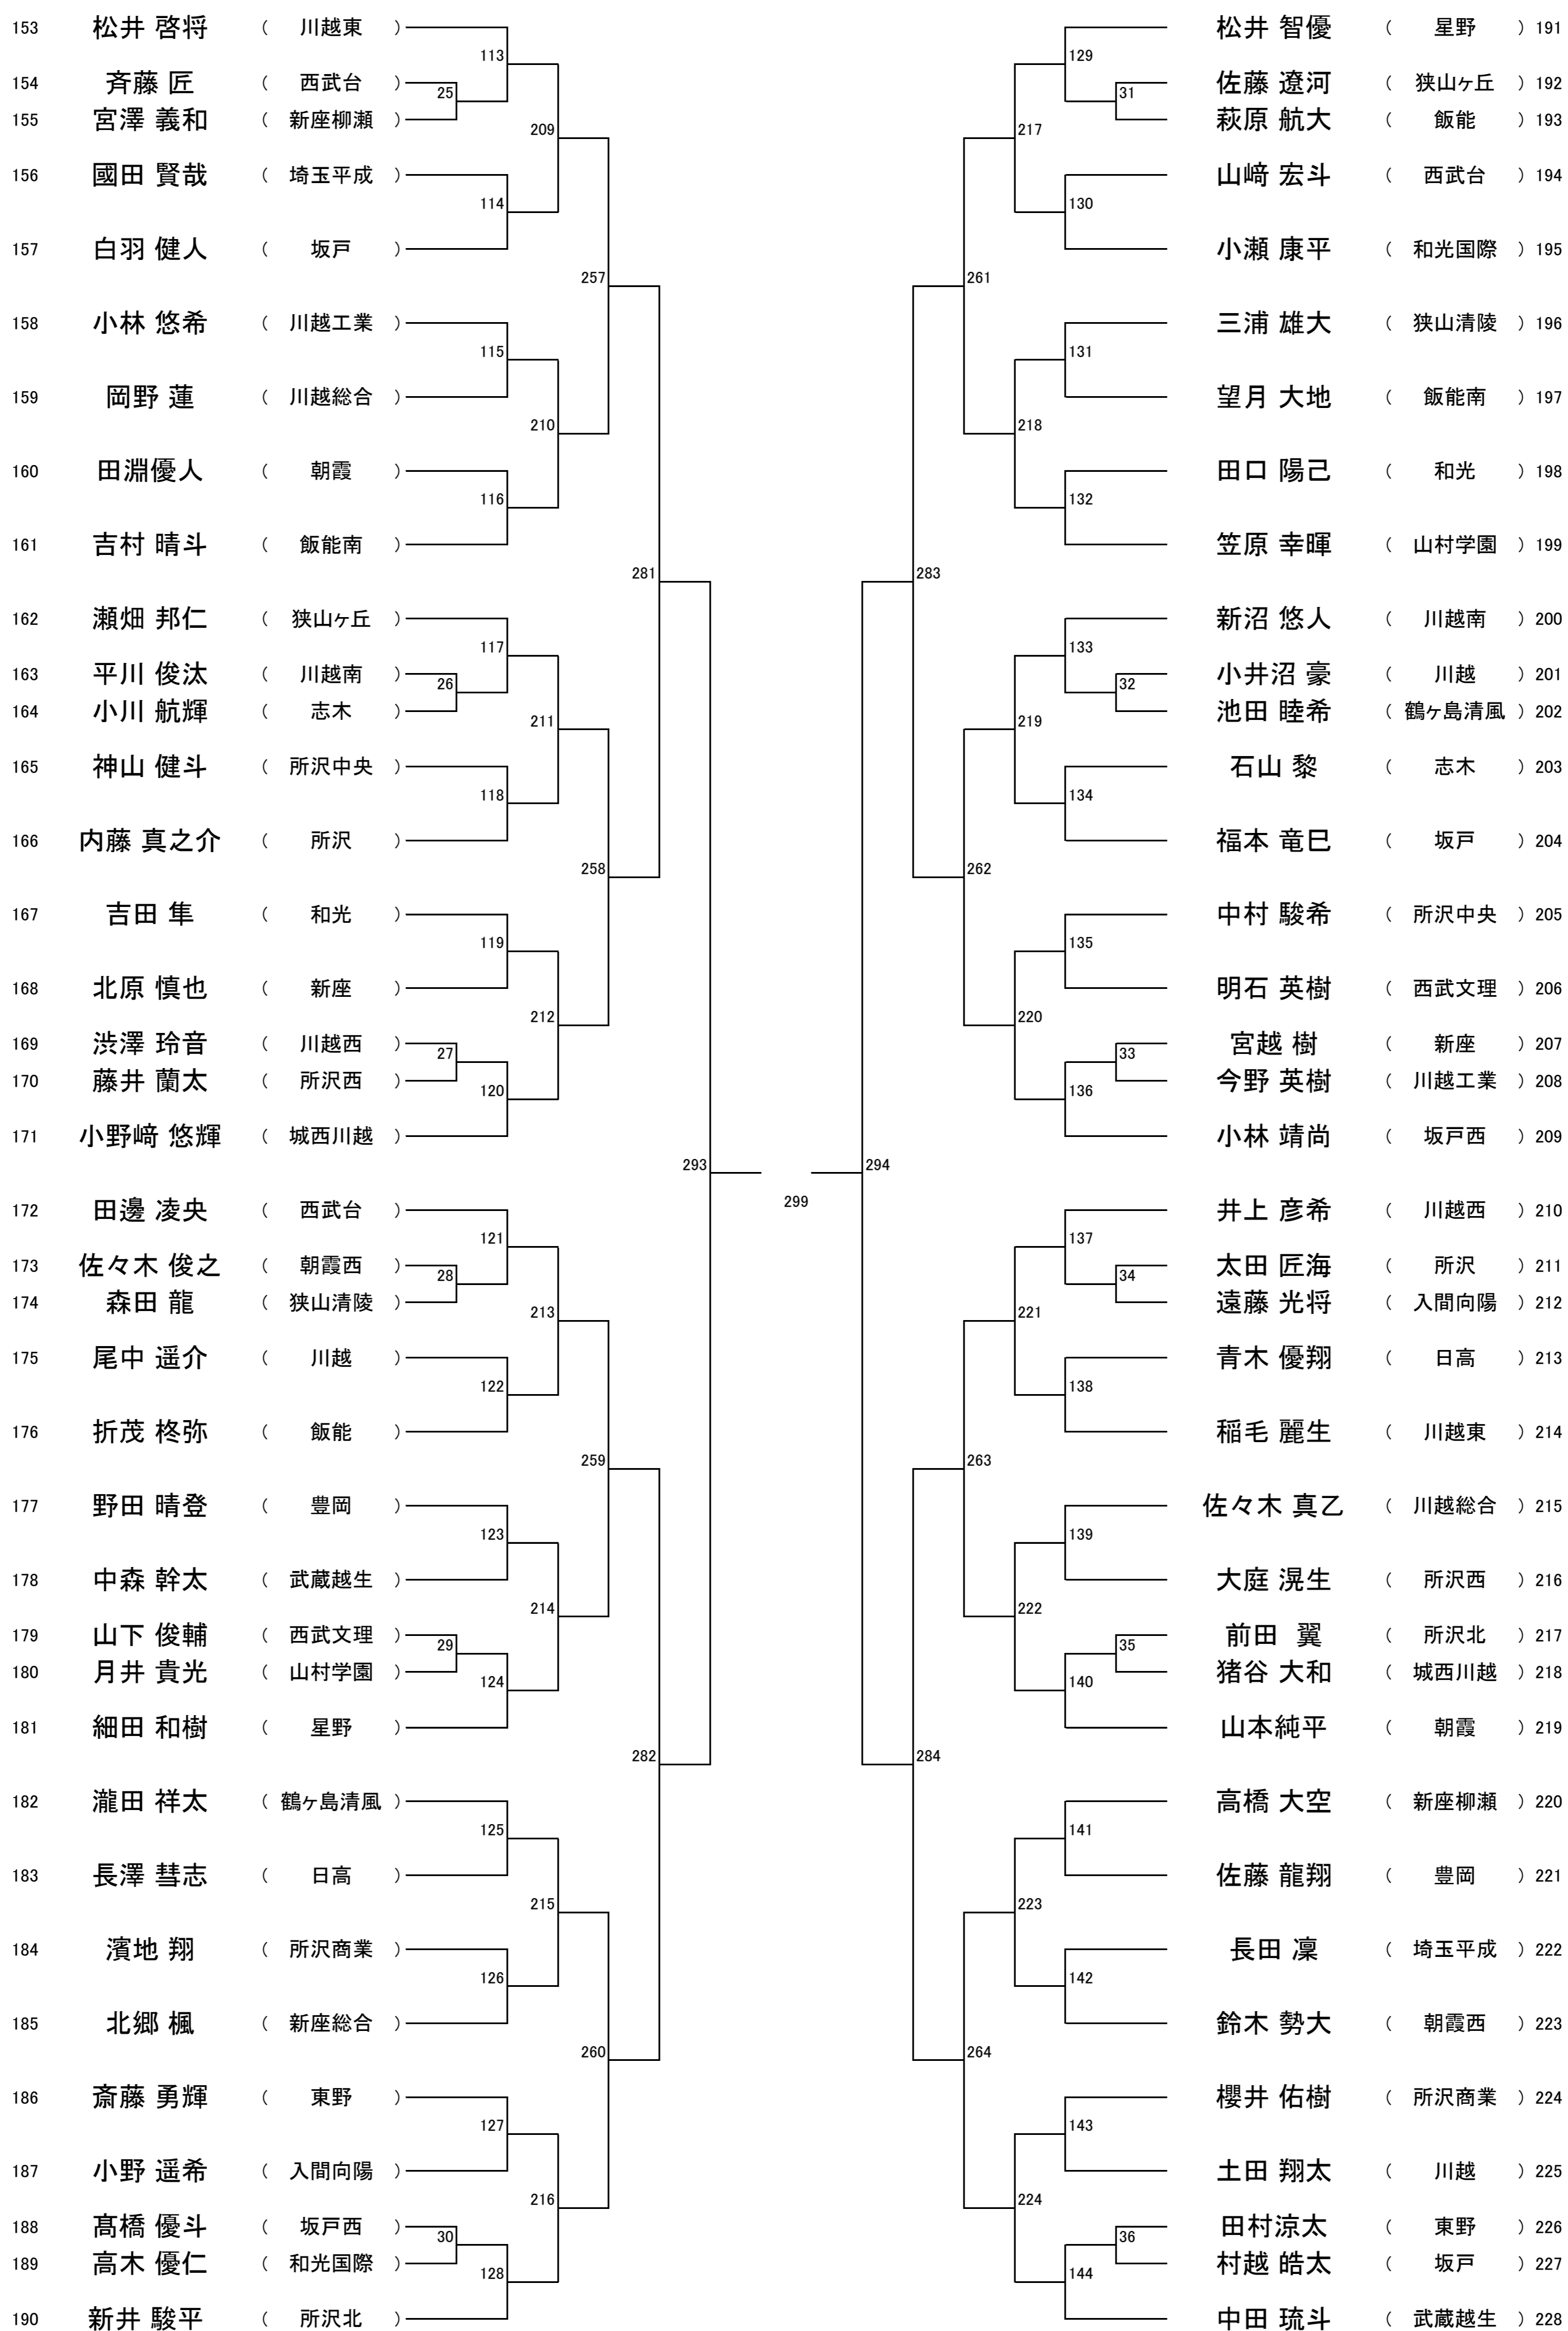 153 松井 啓将 ( 川越東 )
154 斉藤 匠 ( 西武台 )
155 宮澤 義和 ( 新座柳瀬 )
156 國田 賢哉 ( 埼玉平成 )
157 白羽 健人 ( 坂戸 )
158 小林 悠希 ( 川越工業 )
159 岡野 蓮 ( 川越総合 )
160 田淵優人 ( 朝霞 )
161 吉村 晴斗 ( 飯能南 )
162 瀬畑 邦仁 ( 狭山ヶ丘 )
163 平川 俊汰 ( 川越南 )
164 小川 航輝 ( 志木 )
165 神山 健斗 ( 所沢中央 )
166 内藤 真之介 ( 所沢 )
167 吉田 隼 ( 和光 )
168 北原 慎也 ( 新座 )
169 渋澤 玲音 ( 川越西 )
170 藤井 蘭太 ( 所沢西 )
171 小野﨑 悠輝 ( 城西川越 )
172 田邊 凌央 ( 西武台 )
173 佐々木 俊之 ( 朝霞西 )
174 森田 龍 ( 狭山清陵 )
175 尾中 遥介 ( 川越 )
176 折茂 柊弥 ( 飯能 )
177 野田 晴登 ( 豊岡 )
178 中森 幹太 ( 武蔵越生 )
179 山下 俊輔 ( 西武文理 )
180 月井 貴光 ( 山村学園 )
181 細田 和樹 ( 星野 )
182 瀧田 祥太 ( 鶴ヶ島清風 )
183 長澤 彗志 ( 日高 )
184 濱地 翔 ( 所沢商業 )
185 北郷 楓 ( 新座総合 )
186 斎藤 勇輝 ( 東野 )
187 小野 遥希 ( 入間向陽 )
188 髙橋 優斗 ( 坂戸西 )
189 高木 優仁 ( 和光国際 )
190 新井 駿平 ( 所沢北 )
113
25
209
114
257
115
210
116
281
117
26
211
118
258
119
212
27
120
293
121
28
213
122
259
123
214
29
124
282
125
215
126
260
127
216
30
128
299
294
129
31
217
130
261
131
218
132
283
133
32
219
134
262
135
220
33
136
137
34
221
138
263
139
222
35
140
284
141
223
142
264
143
224
36
144
松井 智優 ( 星野 ) 191
佐藤 遼河 ( 狭山ヶ丘 ) 192
萩原 航大 ( 飯能 ) 193
山﨑 宏斗 ( 西武台 ) 194
小瀬 康平 ( 和光国際 ) 195
三浦 雄大 ( 狭山清陵 ) 196
望月 大地 ( 飯能南 ) 197
田口 陽己 ( 和光 ) 198
笠原 幸暉 ( 山村学園 ) 199
新沼 悠人 ( 川越南 ) 200
小井沼 豪 ( 川越 ) 201
池田 睦希 ( 鶴ヶ島清風 ) 202
石山 黎 ( 志木 ) 203
福本 竜巳 ( 坂戸 ) 204
中村 駿希 ( 所沢中央 ) 205
明石 英樹 ( 西武文理 ) 206
宮越 樹 ( 新座 ) 207
今野 英樹 ( 川越工業 ) 208
小林 靖尚 ( 坂戸西 ) 209
井上 彦希 ( 川越西 ) 210
太田 匠海 ( 所沢 ) 211
遠藤 光将 ( 入間向陽 ) 212
青木 優翔 ( 日高 ) 213
稲毛 麗生 ( 川越東 ) 214
佐々木 真乙 ( 川越総合 ) 215
大庭 滉生 ( 所沢西 ) 216
前田 翼 ( 所沢北 ) 217
猪谷 大和 ( 城西川越 ) 218
山本純平 ( 朝霞 ) 219
高橋 大空 ( 新座柳瀬 ) 220
佐藤 龍翔 ( 豊岡 ) 221
長田 凜 ( 埼玉平成 ) 222
鈴木 勢大 ( 朝霞西 ) 223
櫻井 佑樹 ( 所沢商業 ) 224
土田 翔太 ( 川越 ) 225
田村涼太 ( 東野 ) 226
村越 皓太 ( 坂戸 ) 227
中田 琉斗 ( 武蔵越生 ) 228